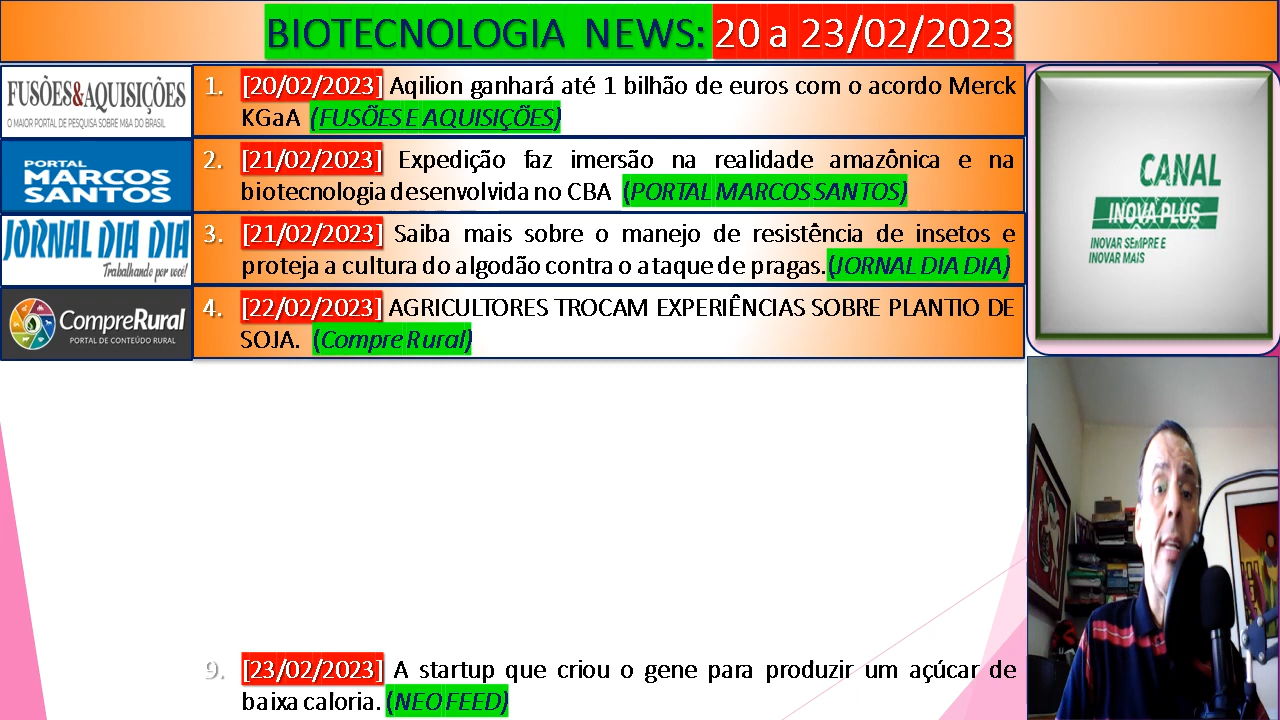 BIOTECNOLOGIA NEWS: 20 a 23/02/2023
FUSÕES&AQUISIÇÕES
O MAIOR PORTAL DE PESQUISA SOBRE M&A DO BRASIL
1. [20/02/2023] Aqilion ganhará até 1 bilhão de euros com o acordo Merck
KGaA (FUSÕES E AQUISIÇÕES)
PORTAL
MARCOS
SANTOS
2. [21/02/2023] Expedição faz imersão na realidade amazônica e na
biotecnologia desenvolvida no CBA (PORTAL MARCOS SANTOS)
JORNAL DIA DIA
Trabalhando por você!
3. [21/02/2023] Saiba mais sobre o manejo de resistência de insetos e
proteja a cultura do algodão contra o ataque de pragas.(JORNAL DIA DIA)
CompreRural
PORTAL DE CONTEÚDO RURAL
4. [22/02/2023] AGRICULTORES TROCAM EXPERIÊNCIAS SOBRE PLANTIO DE
SOJA. (Compre Rural)
9. [23/02/2023] A startup que criou o gene para produzir um açúcar de
baixa caloria. (NEO FEED)
CANAL
INOVA PLUS
INOVAR SEMPRE E
INOVAR MAIS